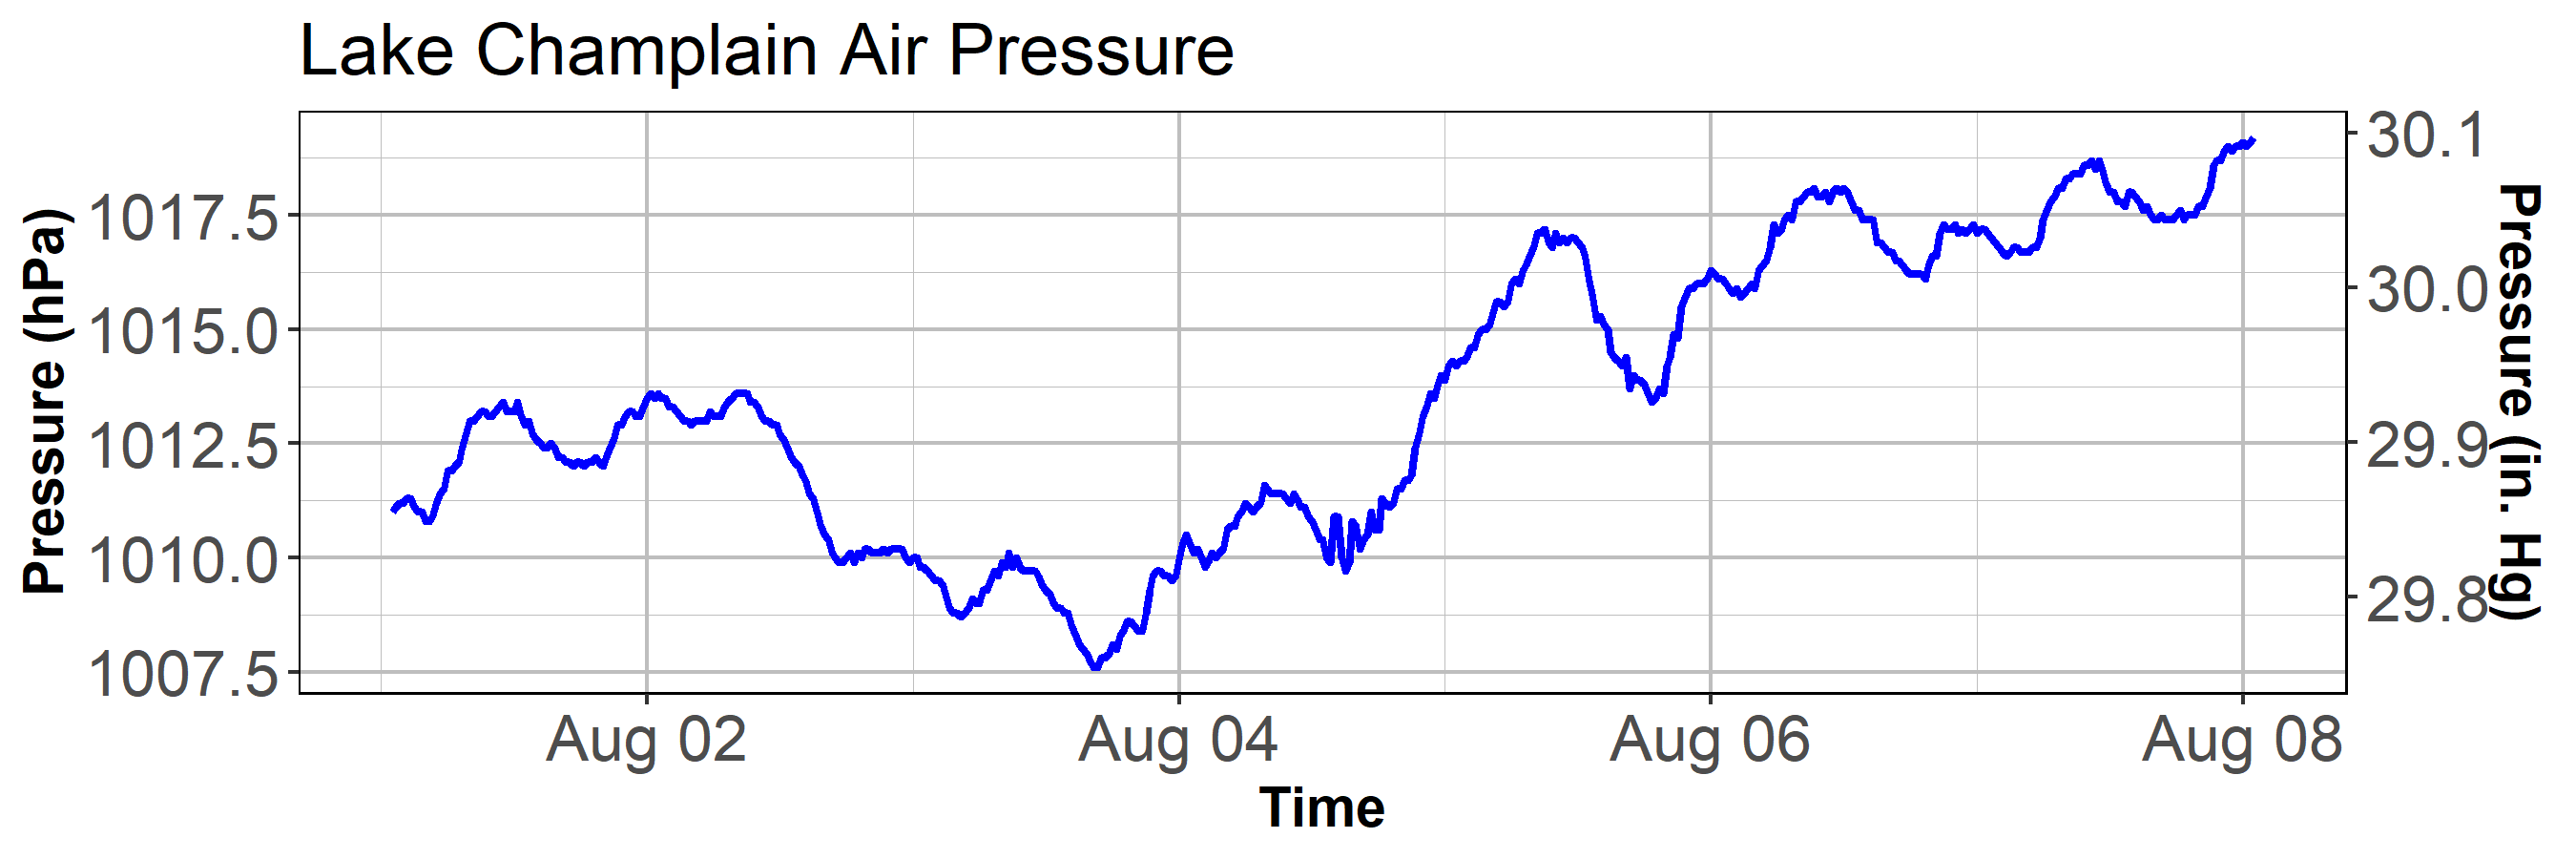 Lake Champlain Air Pressure
Pressure (hPa)
1017.5
1015.0
1012.5
1010.0
1007.5
30.1
30.0
29.9
29.8
Pressure (in. Hg)
Aug 02 Aug 04 Aug 06 Aug 08
Time